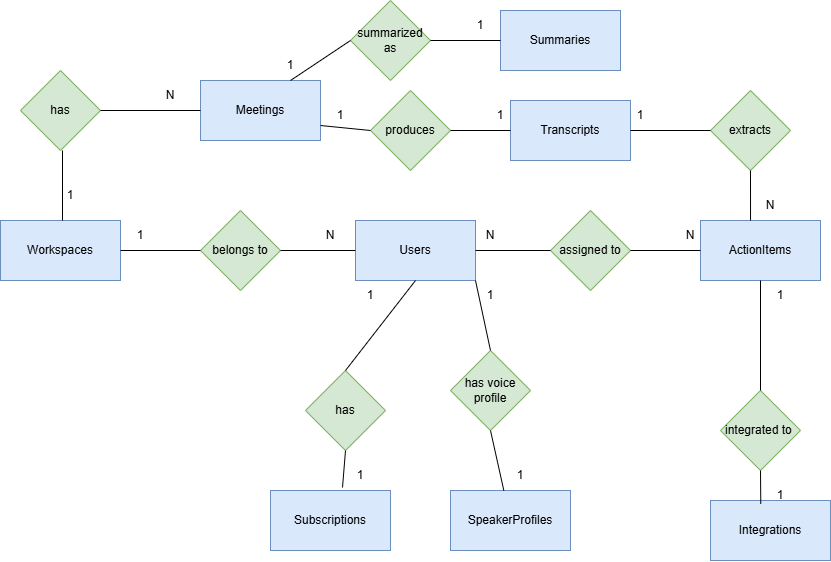 summarized
as
1
Summaries
1
has
N
Meetings
1
produces
1
Transcripts
1
extracts
1
N
Workspaces
1
belongs to
N
Users
N
assigned to
N
ActionItems
1
1
1
has voice
profile
has
integrated to
1
1
1
Subscriptions
SpeakerProfiles
Integrations